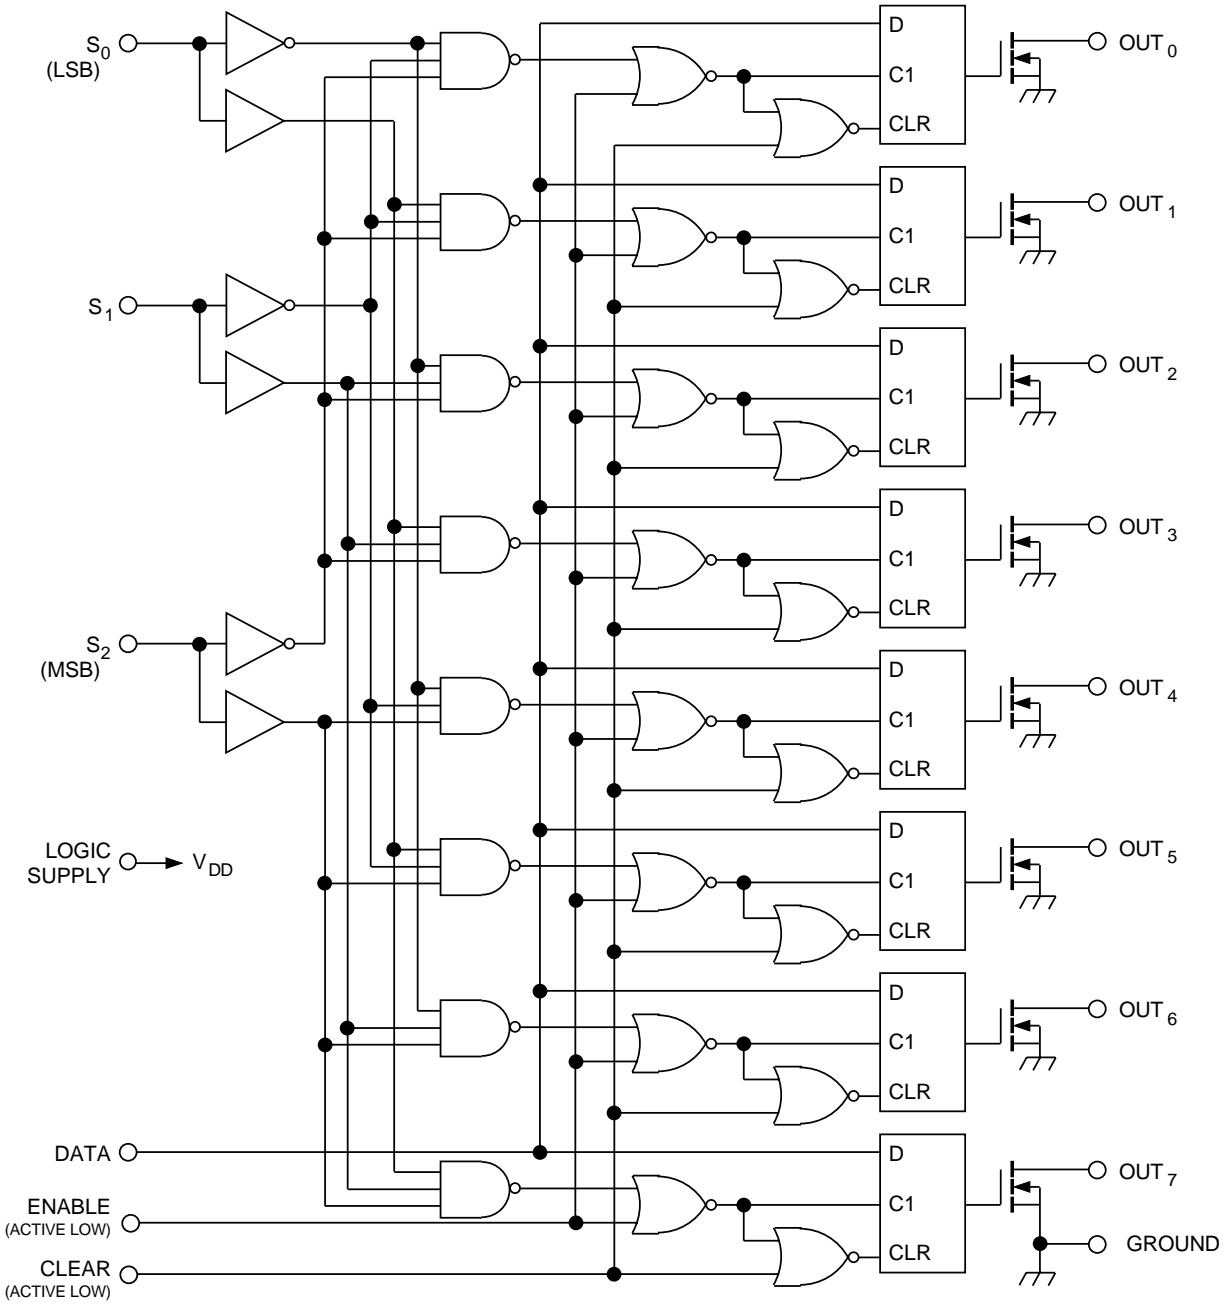 S0
(LSB)
D
C1
CLR
OUT0
D
C1
CLR
OUT1
S1
D
C1
CLR
OUT2
D
C1
CLR
OUT3
S2
(MSB)
D
C1
CLR
OUT4
LOGIC
SUPPLY
VDD
D
C1
CLR
OUT5
D
C1
CLR
OUT6
DATA
D
C1
CLR
OUT7
ENABLE
(ACTIVE LOW)
GROUND
CLEAR
(ACTIVE LOW)